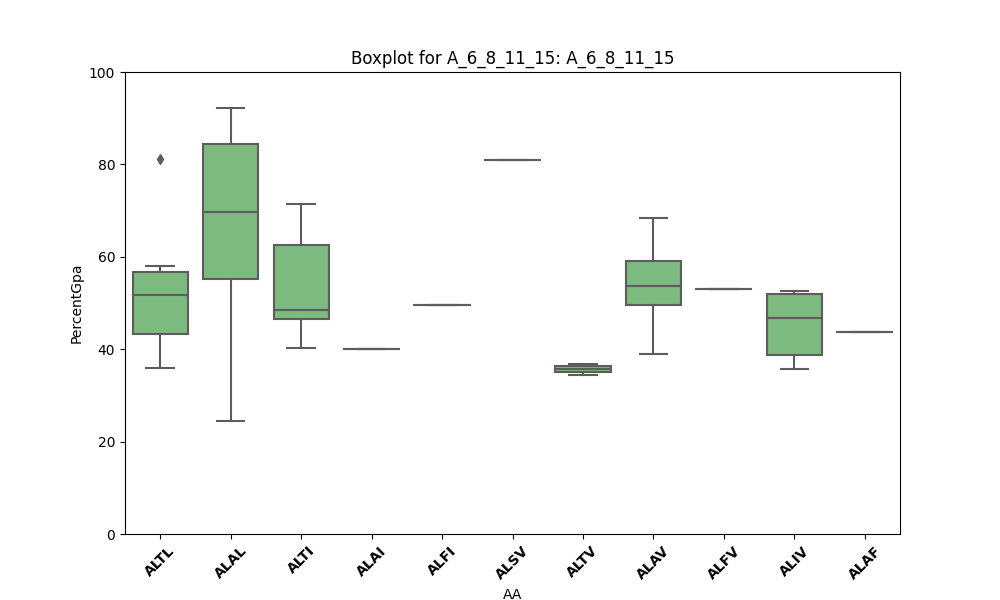 Boxplot for A_6_8_11_15: A_6_8_11_15
PercentGpa
100
80
60
40
20
0
ALTL ALAL ALTI ALAI ALFI ALSV ALTV ALAV ALFV ALIV ALAF
AA